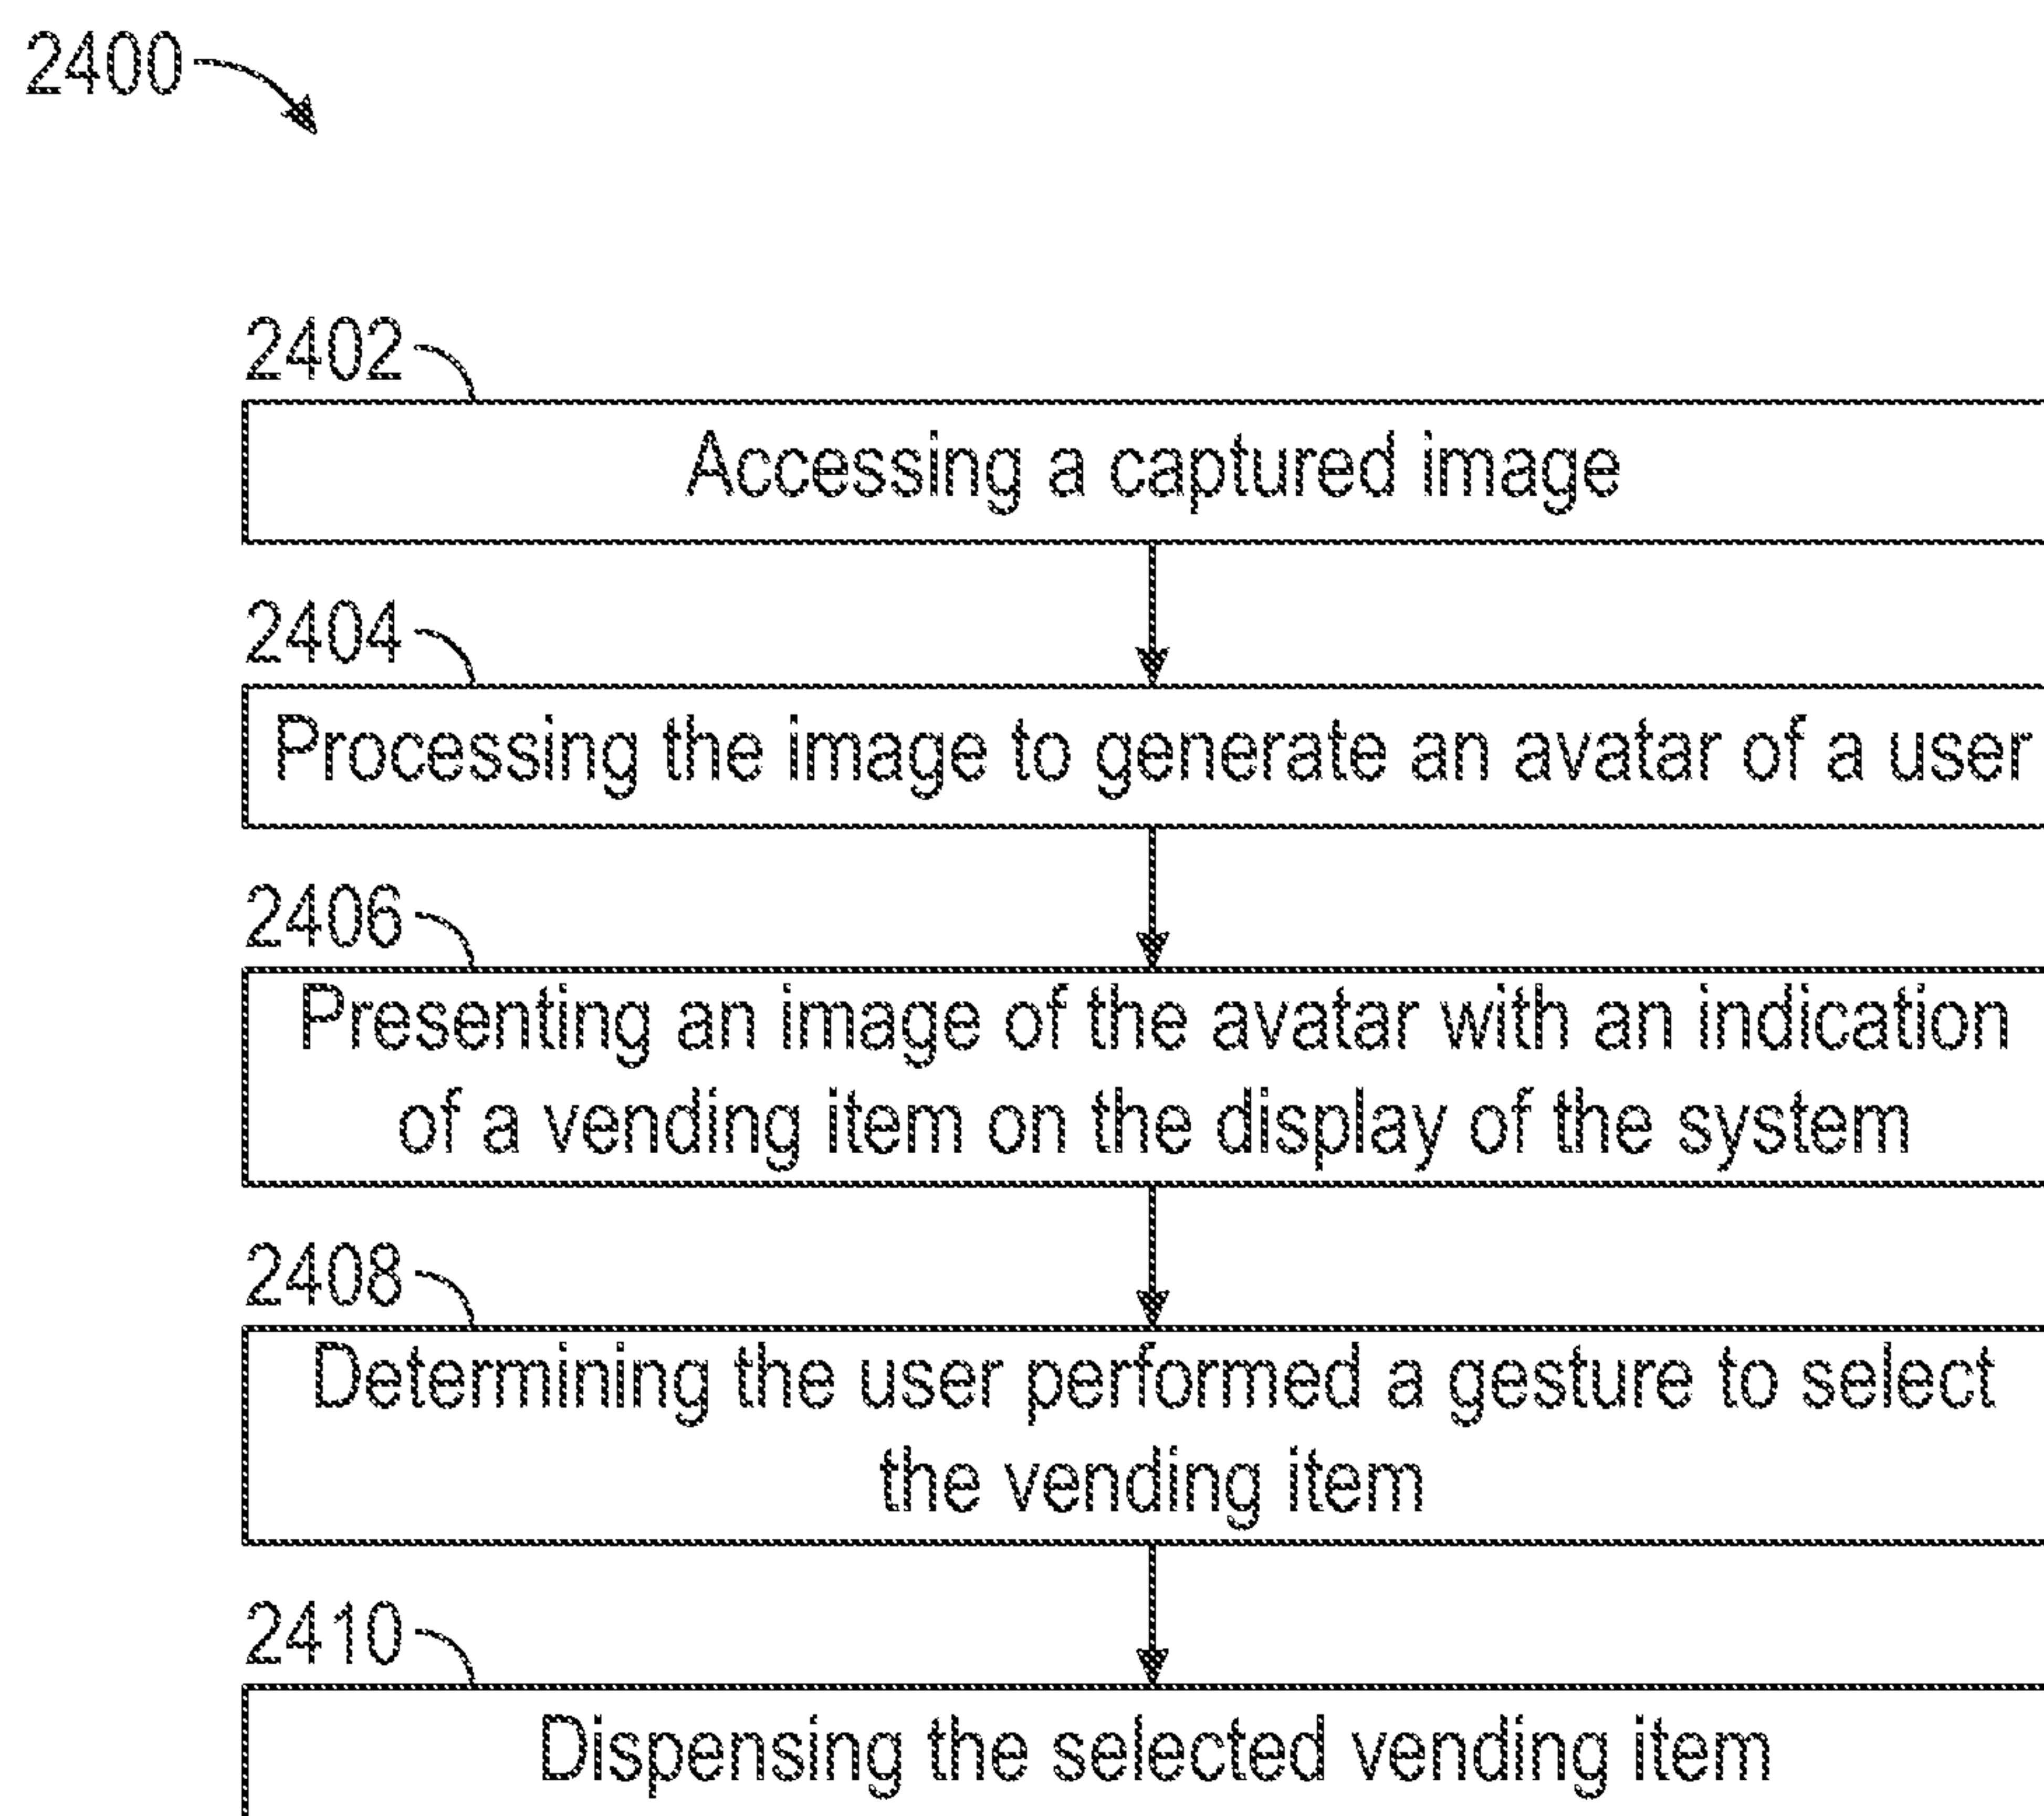 2400
2402
Accessing a captured image
2404
Processing the image to generate an avatar of a user
2406
Presenting an image of the avatar with an indication
of a vending item on the display of the system
2408
Determining the user performed a gesture to select
the vending item
2410
Dispensing the selected vending item